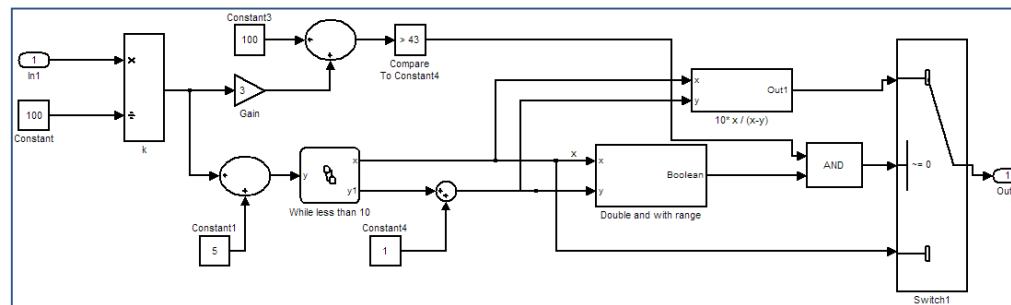 Constant3
100
> 43
Compare
To Constant4
1
In1
×
÷
k
100
Constant
3
Gain
x
y
Out1
10* x / (x-y)
y
x
y1
While less than 10
x
x
y
Boolean
Double and with range
AND
~= 0
1
Out
Constant1
5
Constant4
1
Switch1